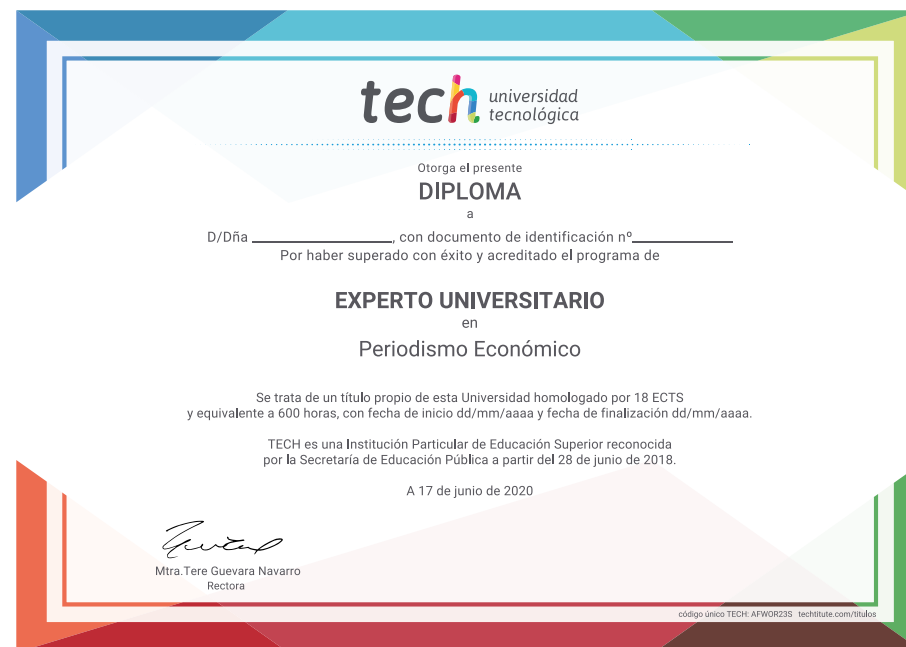 tech universidad
tecnológica
Otorga el presente
DIPLOMA
a
D/Dña ____________________, con documento de identificación nº______________
Por haber superado con éxito y acreditado el programa de
EXPERTO UNIVERSITARIO
en
Periodismo Económico
Se trata de un título propio de esta Universidad homologado por 18 ECTS
y equivalente a 600 horas, con fecha de inicio dd/mm/aaaa y fecha de finalización dd/mm/aaaa.
TECH es una Institución Particular de Educación Superior reconocida
por la Secretaría de Educación Pública a partir del 28 de junio de 2018.
A 17 de junio de 2020
Mtra.Tere Guevara Navarro
Rectora
código único TECH: AFWOR23S techtitute.com/titulos